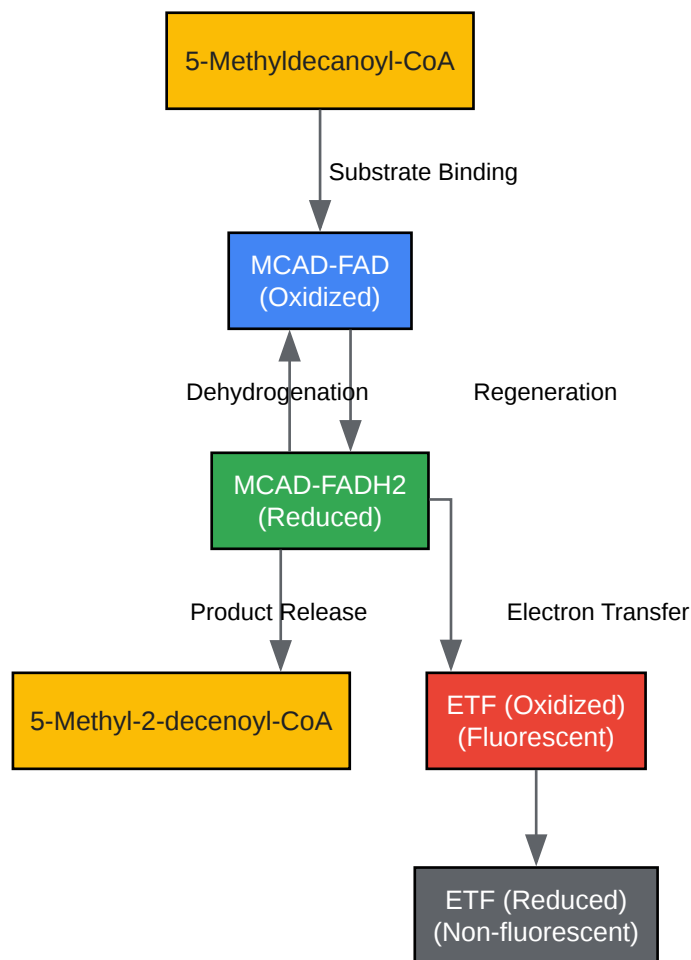 5-Methyldecanoyl-CoA
Substrate Binding
MCAD-FAD
(Oxidized)
Dehydrogenation
Regeneration
MCAD-FADH2
(Reduced)
Product Release
Electron Transfer
5-Methyl-2-decenoyl-CoA
ETF (Oxidized)
(Fluorescent)
ETF (Reduced)
(Non-fluorescent)